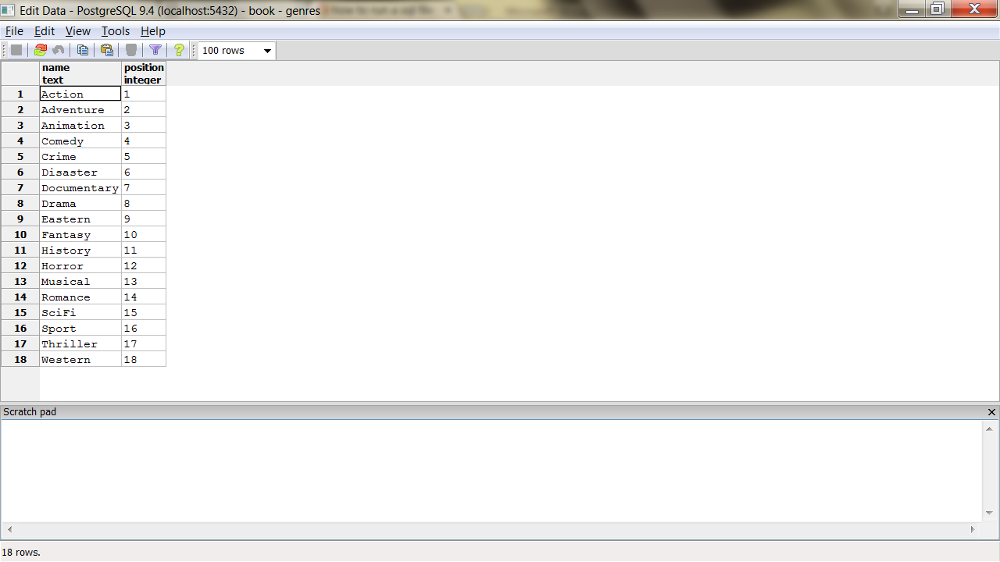 Edit Data - PostgreSQL 9.4 (localhost:5432) - book - genres
File Edit View Tools Help
100 rows
name position
text integer
1 Action 1
2 Adventure 2
3 Animation 3
4 Comedy 4
5 Crime 5
6 Disaster 6
7 Documentary 7
8 Drama 8
9 Eastern 9
10 Fantasy 10
11 History 11
12 Horror 12
13 Musical 13
14 Romance 14
15 SciFi 15
16 Sport 16
17 Thriller 17
18 Western 18
Scratch pad
18 rows.